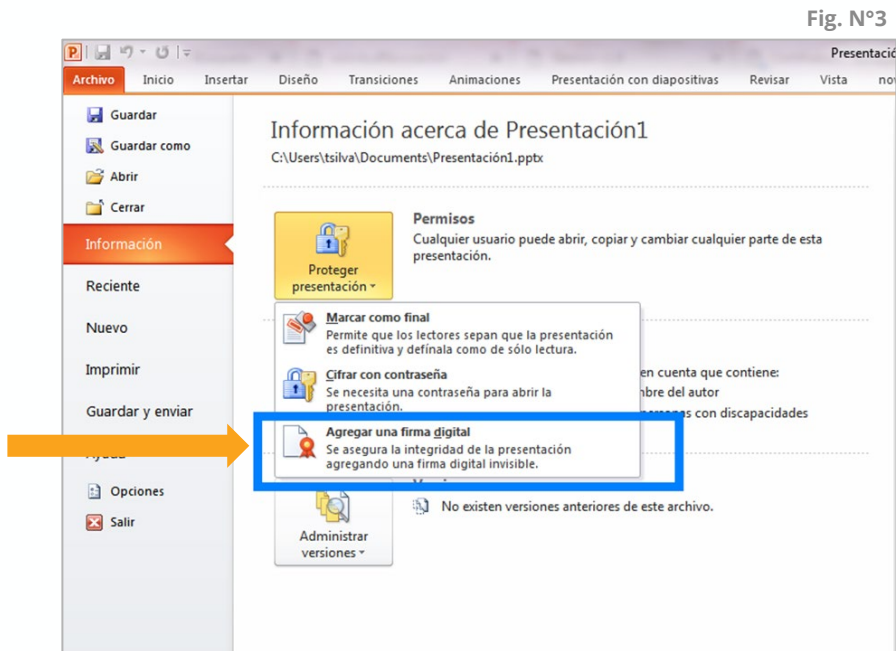 Fig. N°3
Archivo Inicio Insertar Diseño Transiciones Animaciones Presentación con diapositivas Revisar Vista
Guardar
Guardar como
Abrir
Cerrar
Información
Reciente
Nuevo
Imprimir
Guardar y enviar
Opciones
Salir
Información acerca de Presentación1
C:\Users\tsilva\Documents\Presentación1.pptx
Proteger
presentación
Permisos
Cualquier usuario puede abrir, copiar y cambiar cualquier parte de esta
presentación.
Marcar como final
Permite que los lectores sepan que la presentación
es definitiva y defínala como de sólo lectura.
Cifrar con contraseña
Se necesita una contraseña para abrir la
presentación.
Agregar una firma digital
Se asegura la integridad de la presentación
agregando una firma digital invisible.
en cuenta que contiene:
del autor
con discapacidades
Administrar
versiones
No existen versiones anteriores de este archivo.